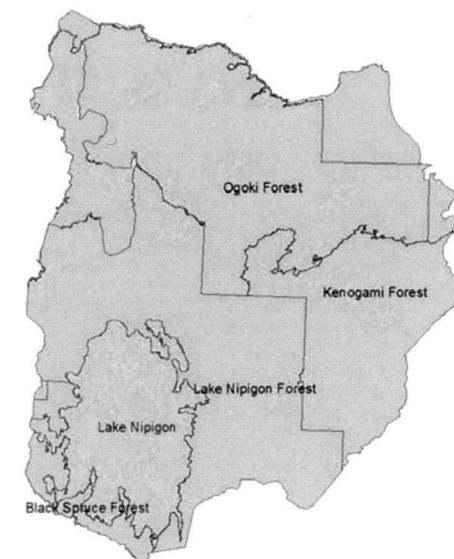 Ogoki Forest
Kenogami Forest
Lake Nipigon Forest
Lake Nipigon
Black Spruce Forest